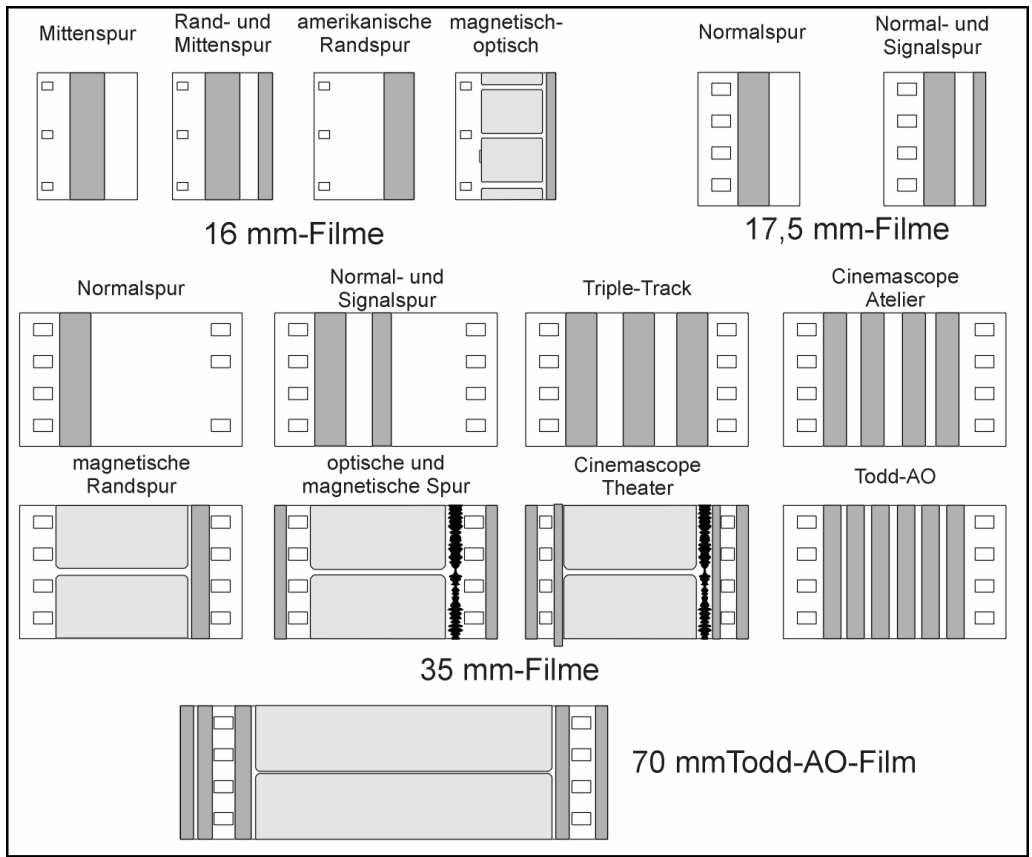 Mittenspur
Rand- und
Mittenspur
amerikanische
Randspur
magnetisch-
optisch
Normalspur
Normal- und
Signalspur
16 mm-Filme
17,5 mm-Filme
Normalspur
Normal- und
Signalspur
Triple-Track
Cinemascope
Atelier
magnetische
Randspur
optische und
magnetische Spur
Cinemascope
Theater
Todd-AO
35 mm-Filme
70 mmTodd-AO-Film